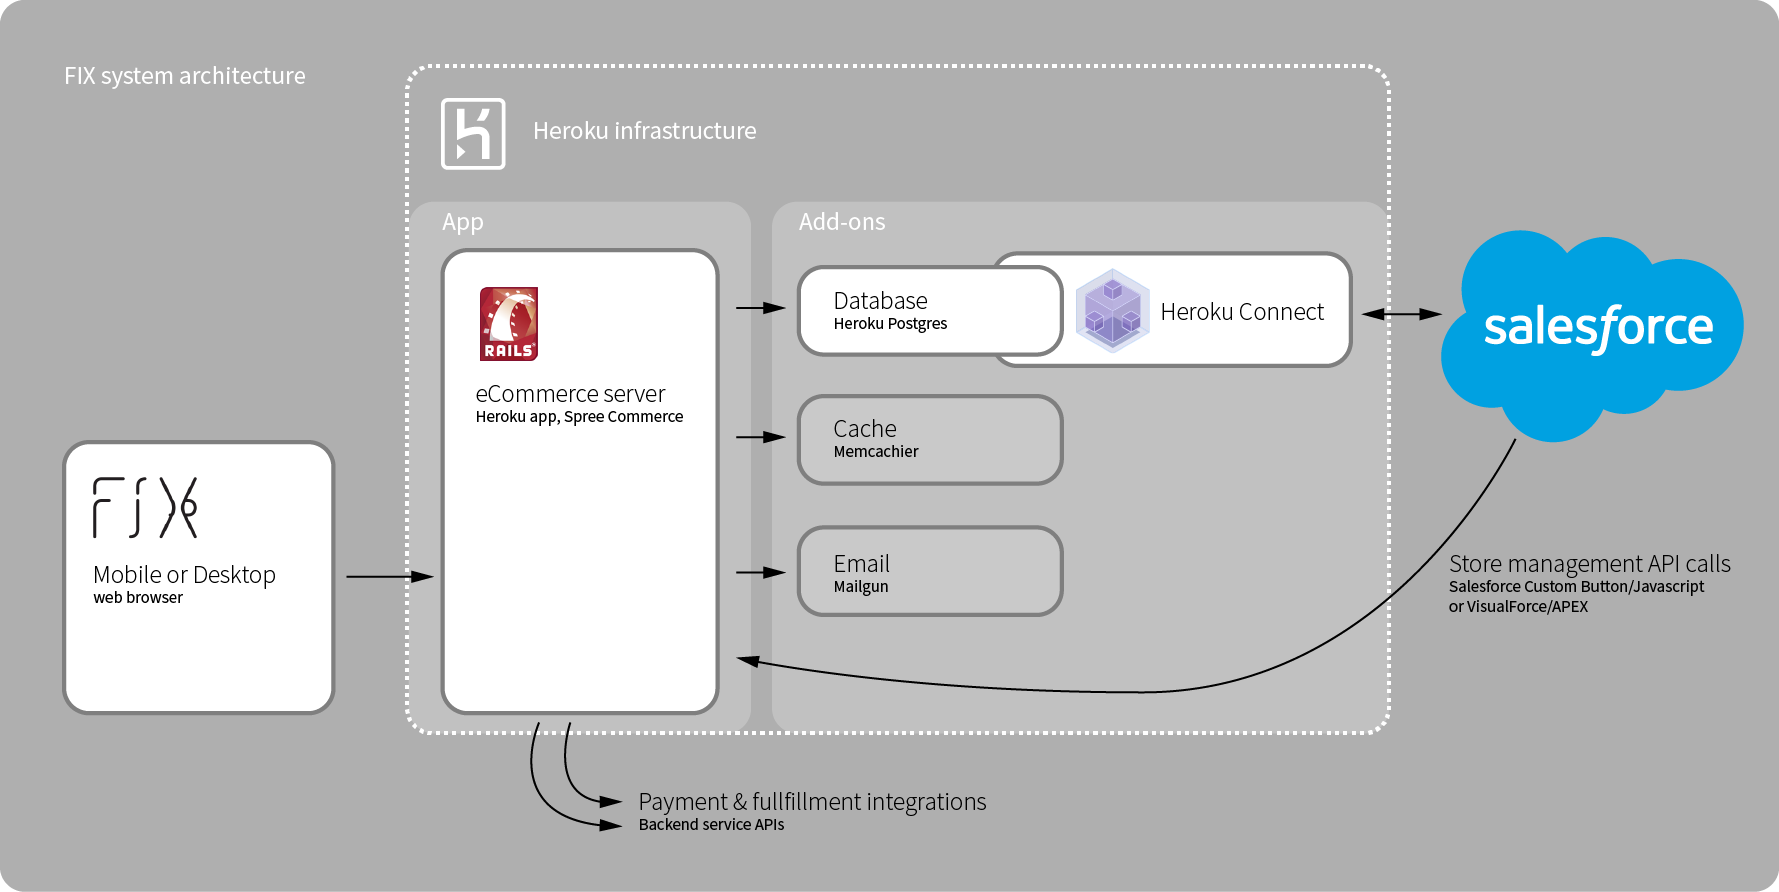 FIX system architecture
Heroku infrastructure
App
Add-ons
RAILS
eCommerce server
Heroku app, Spree Commerce
Database
Heroku Postgres
Heroku Connect
salesforce
Cache
Memcachier
Email
Mailgun
FIX
Mobile or Desktop
web browser
Store management API calls
Salesforce Custom Button/Javascript
or VisualForce/APEX
Payment & fullfillment integrations
Backend service APIs